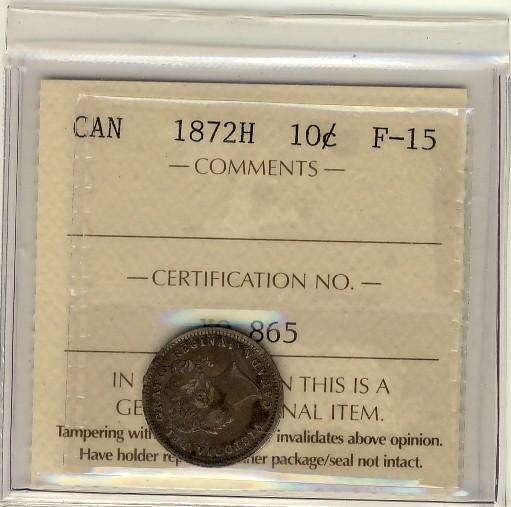 CAN 1872H 10¢ F-15
— COMMENTS —
— CERTIFICATION NO. —
865
IN THIS IS A
ITEM.
Tampering invalidates above opinion.
Have holder package/seal not intact.
REGINA